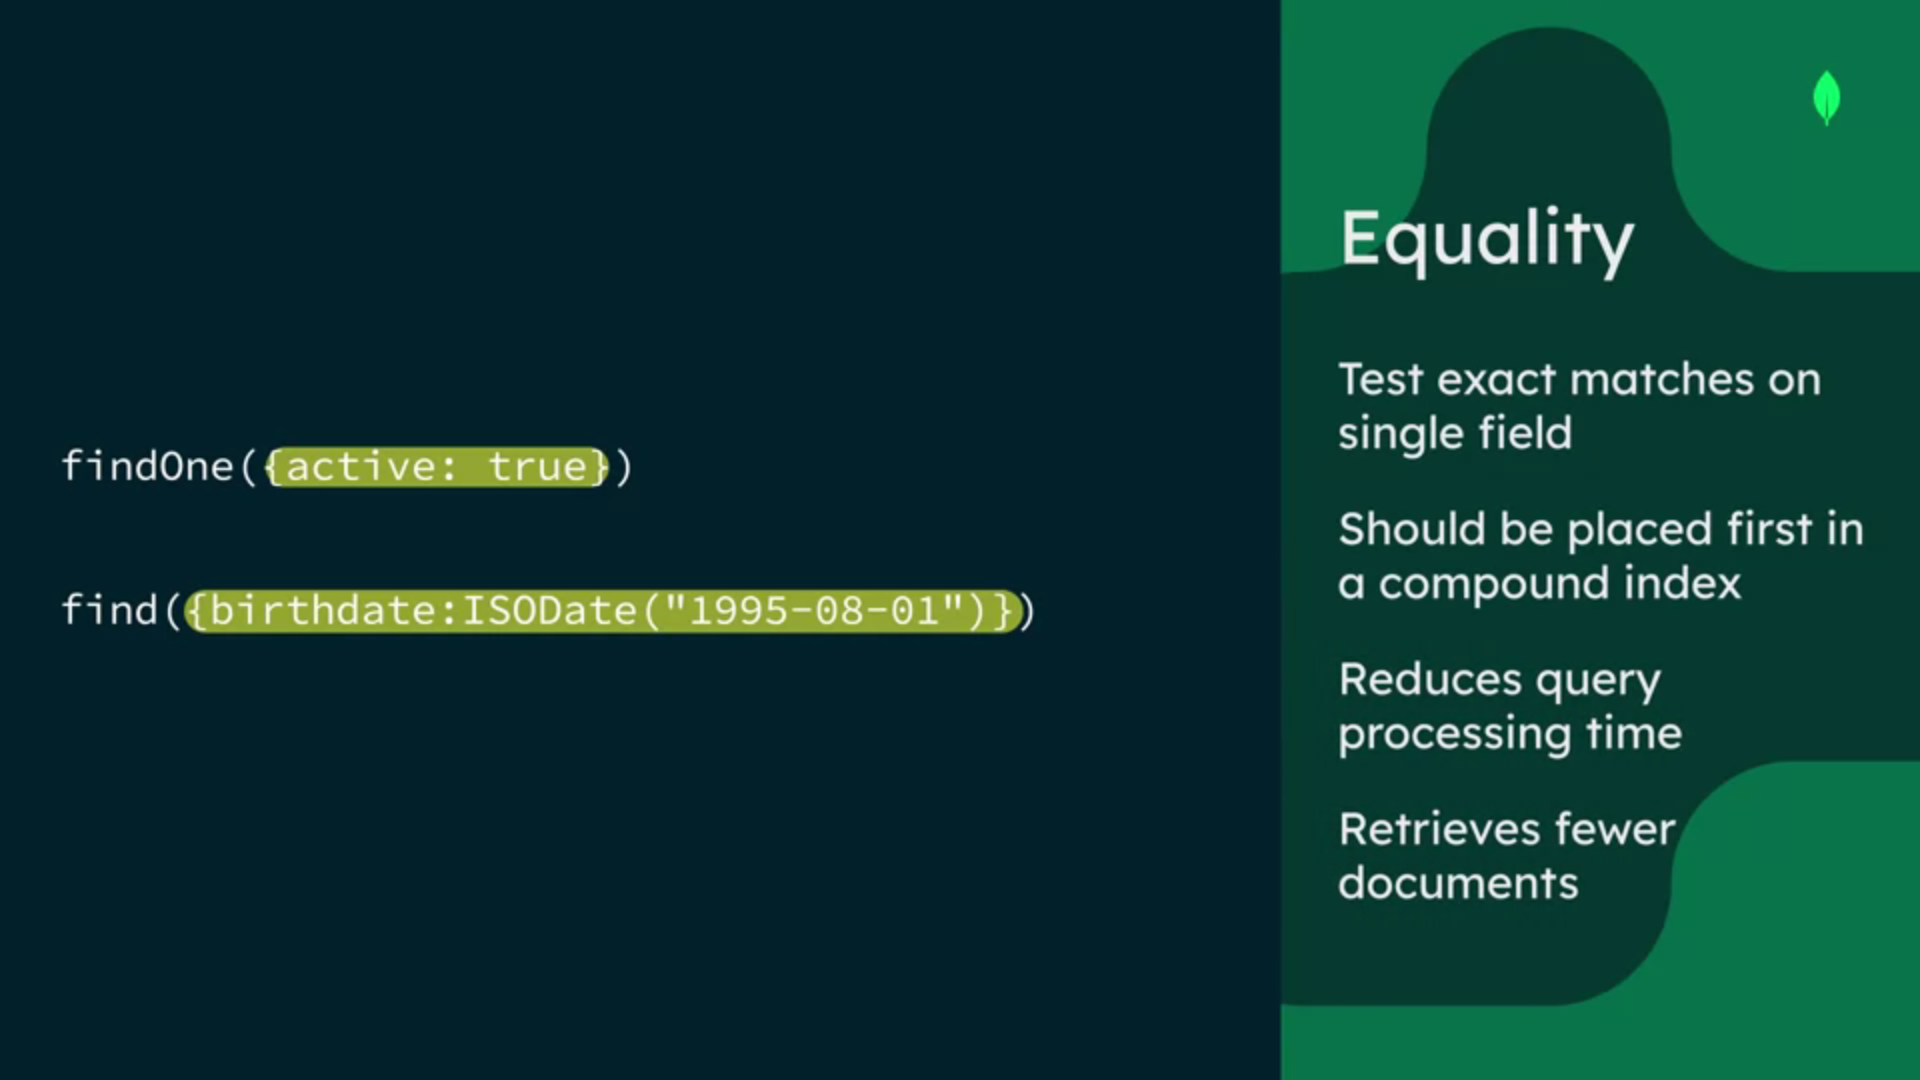 findOne({active: true})
find({birthdate:ISODate("1995-08-01")})
Equality
Test exact matches on
single field
Should be placed first in
a compound index
Reduces query
processing time
Retrieves fewer
documents